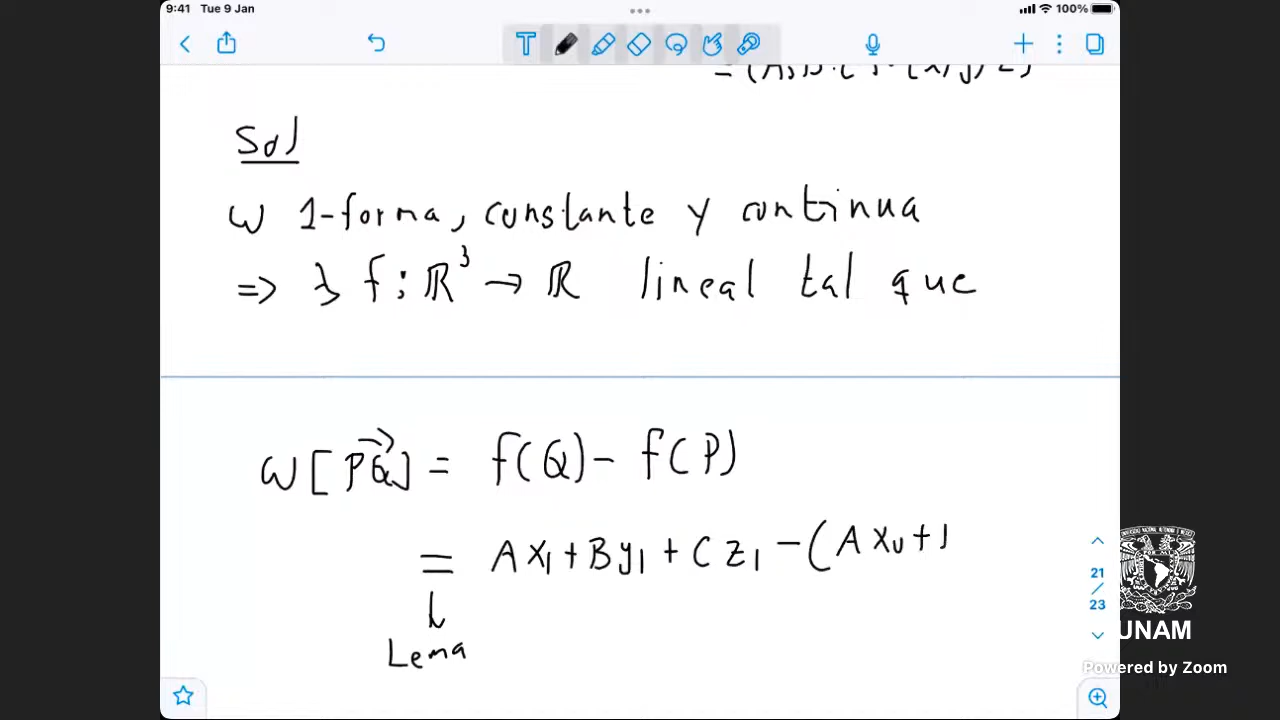 9:41 Tue 9 Jan
100%
Sol
ω 1-forma, constante y continua
=> ∃ f: ℝ³ → ℝ lineal tal que
ω[PQ⃗] = f(Q) - f(P)
= Ax₁ + By₁ + Cz₁ - (Ax₀ +
Lema
21
/
23
UNAM
Powered by Zoom